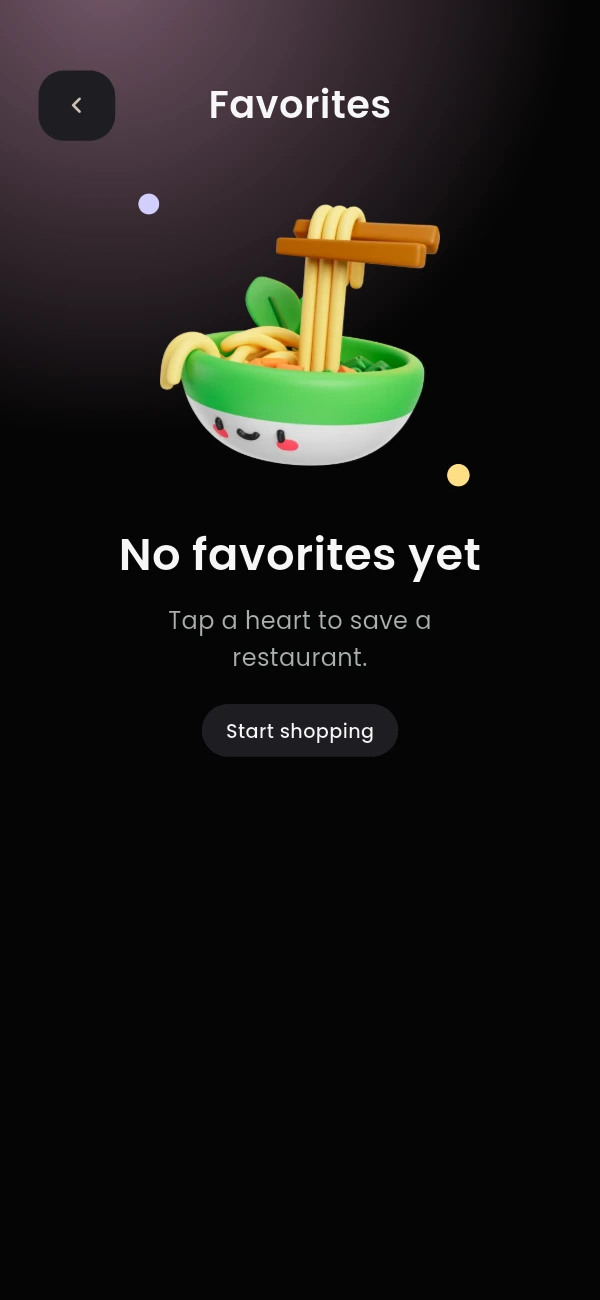 Favorites
No favorites yet
Tap a heart to save a
restaurant.
Start shopping